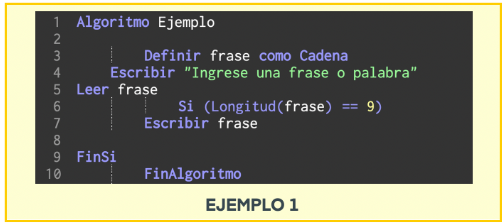 1 Algoritmo Ejemplo
2
3 Definir frase como Cadena
4 Escribir "Ingrese una frase o palabra"
5 Leer frase
6 Si (Longitud(frase) == 9)
7 Escribir frase
8
9 FinSi
10 FinAlgoritmo
EJEMPLO 1